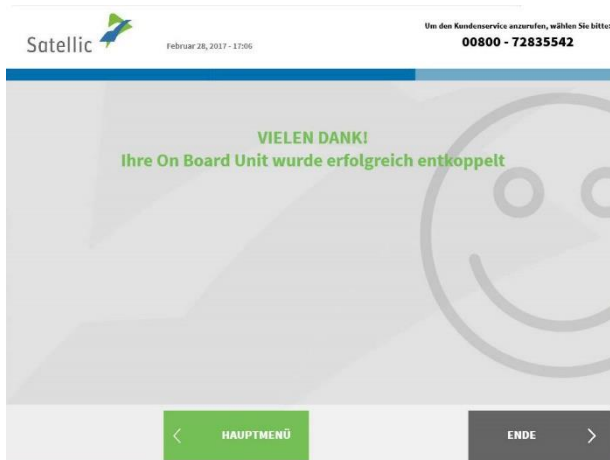 Satellic
Februar 28, 2017 - 17:06
Um den Kundenservice anzurufen, wählen Sie bitte:
00800 - 72835542
VIELEN DANK!
Ihre On Board Unit wurde erfolgreich entkoppelt
HAUPTMENÜ
ENDE